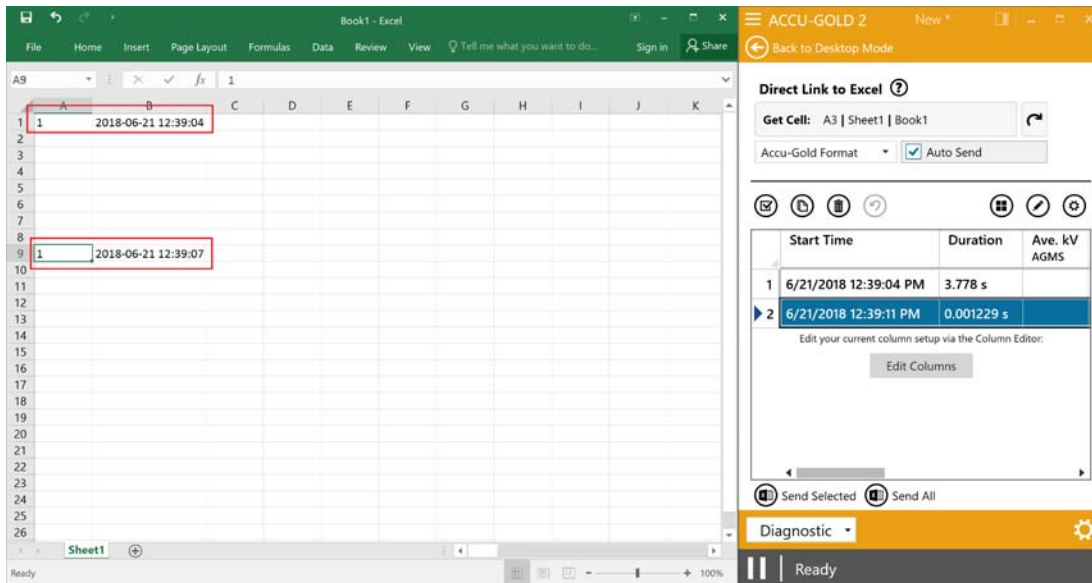 Book1 - Excel
File Home Insert Page Layout Formulas Data Review View Tell me what you want to do... Sign in Share
A9 fx 1
A B C D E F G H I J K
1 1 2018-06-21 12:39:04
2
3
4
5
6
7
8
9 1 2018-06-21 12:39:07
10
11
12
13
14
15
16
17
18
19
20
21
22
23
24
25
26
Sheet1
Ready 100%
ACCU-GOLD 2 New *
Back to Desktop Mode
Direct Link to Excel ?
Get Cell: A3 | Sheet1 | Book1
Accu-Gold Format Auto Send
Start Time Duration Ave. kV
AGMS
1 6/21/2018 12:39:04 PM 3.778 s
2 6/21/2018 12:39:11 PM 0.001229 s
Edit your current column setup via the Column Editor:
Edit Columns
Send Selected Send All
Diagnostic
Ready